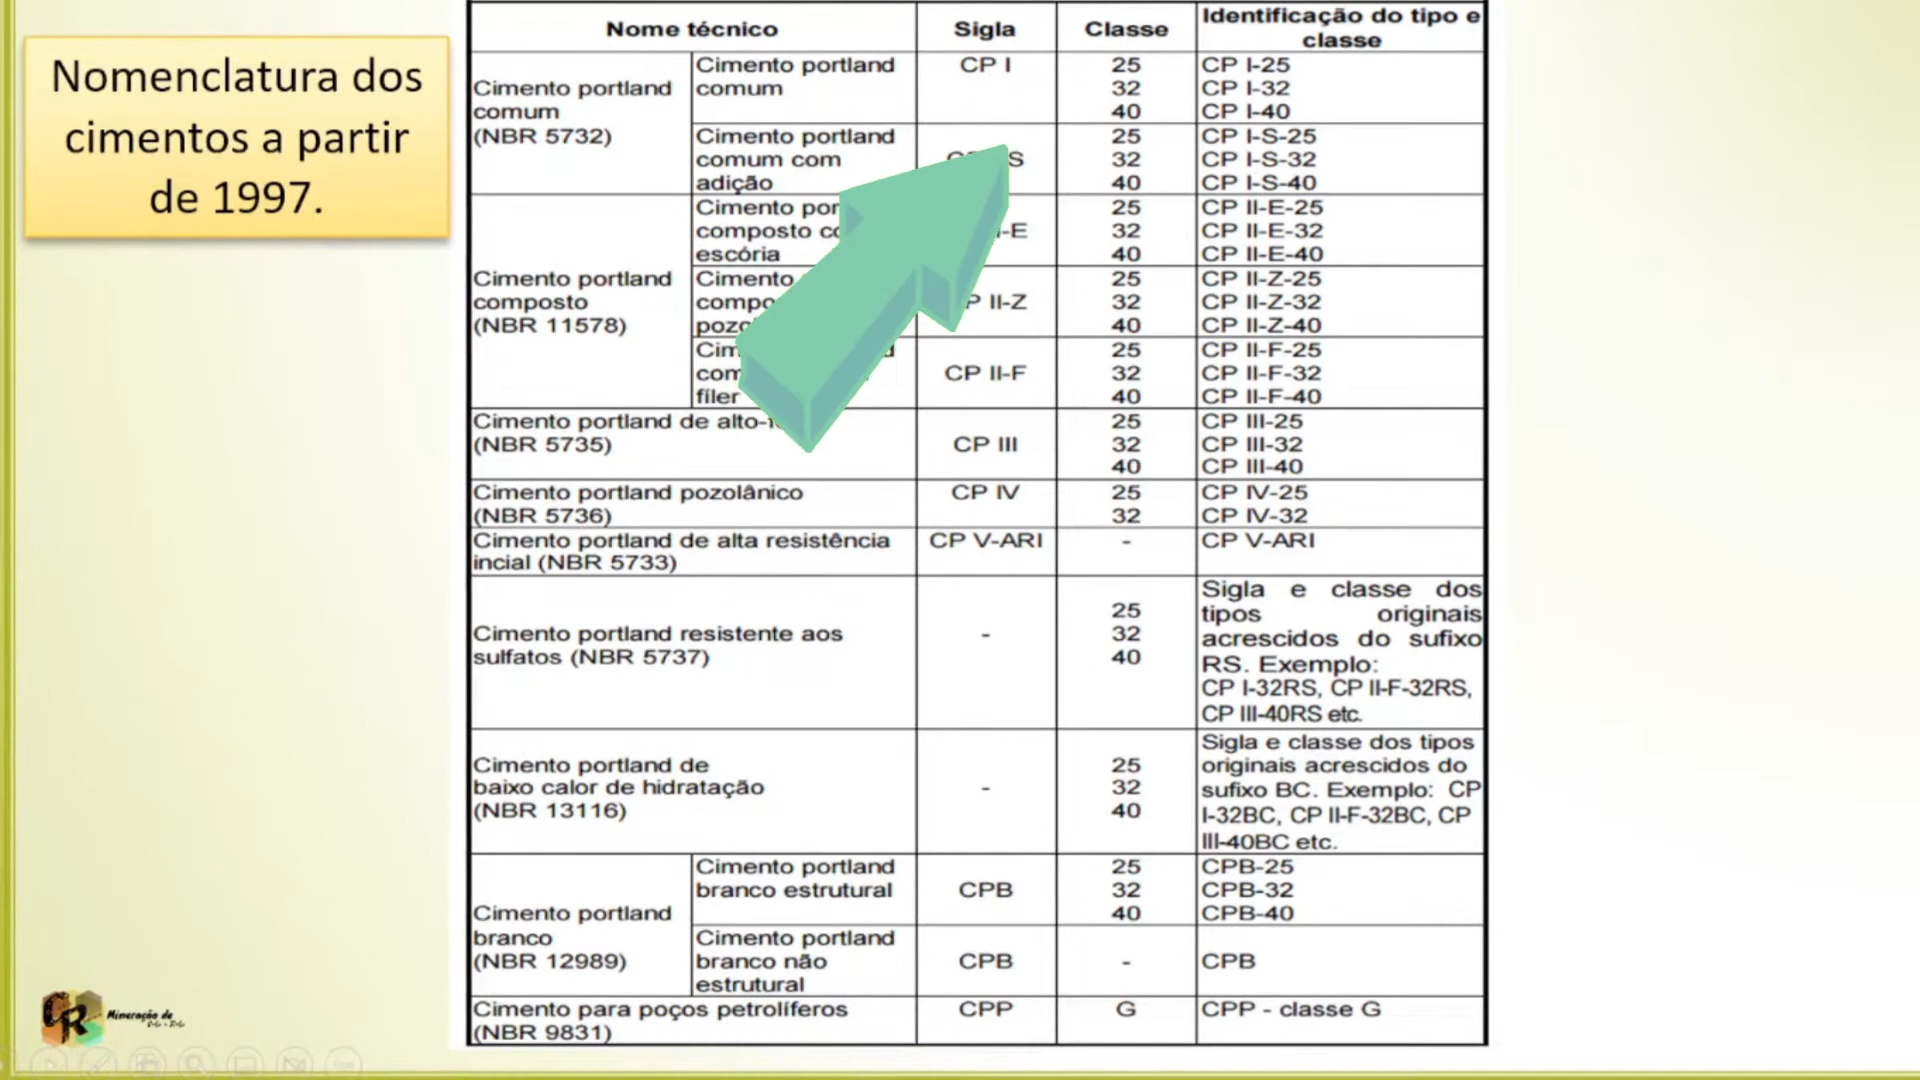 Nomenclatura dos
cimentos a partir
de 1997.
Nome técnico Sigla Classe Identificação do tipo e
classe
Cimento portland
comum
(NBR 5732)
Cimento portland
comum
CP I
25
32
40
CP I-25
CP I-32
CP I-40
Cimento portland
comum com
adição
S
25
32
40
CP I-S-25
CP I-S-32
CP I-S-40
Cimento portland
composto
(NBR 11578)
Cimento
composto
escória
-E
25
32
40
CP II-E-25
CP II-E-32
CP II-E-40
Cimento
II-Z
25
32
40
CP II-Z-25
CP II-Z-32
CP II-Z-40
fíler
CP II-F
25
32
40
CP II-F-25
CP II-F-32
CP II-F-40
Cimento portland de alto-
(NBR 5735)
CP III
25
32
40
CP III-25
CP III-32
CP III-40
Cimento portland pozolânico
(NBR 5736)
CP IV
25
32
CP IV-25
CP IV-32
Cimento portland de alta resistência
incial (NBR 5733)
CP V-ARI
-
CP V-ARI
Cimento portland resistente aos
sulfatos (NBR 5737)
-
25
32
40
Sigla e classe dos
tipos originais
acrescidos do sufixo
RS. Exemplo:
CP I-32RS, CP II-F-32RS,
CP III-40RS etc.
Cimento portland de
baixo calor de hidratação
(NBR 13116)
-
25
32
40
Sigla e classe dos tipos
originais acrescidos do
sufixo BC. Exemplo: CP
I-32BC, CP II-F-32BC, CP
III-40BC etc.
Cimento portland
branco
(NBR 12989)
Cimento portland
branco estrutural
CPB
25
32
40
CPB-25
CPB-32
CPB-40
Cimento portland
branco não
estrutural
CPB
-
CPB
Cimento para poços petrolíferos
(NBR 9831)
CPP
G
CPP - classe G
CR
Mineração de